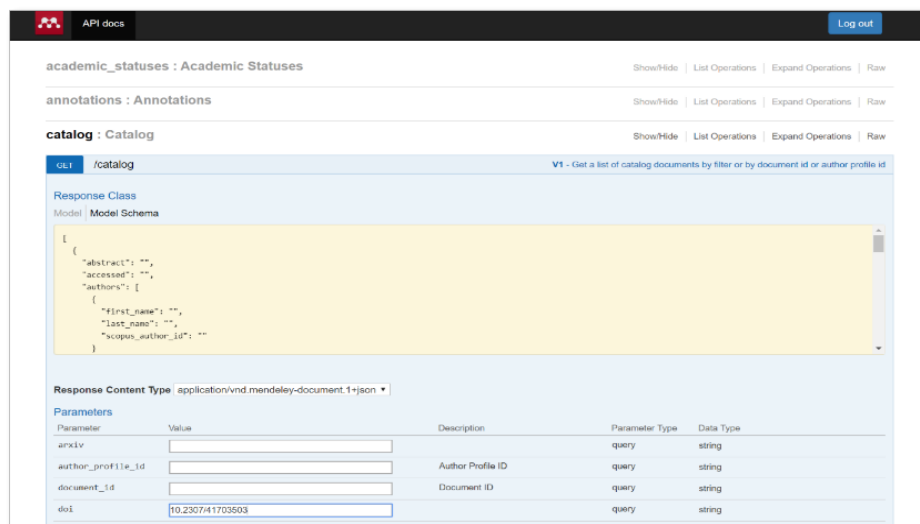 API docs
Log out
academic_statuses : Academic Statuses
Show/Hide | List Operations | Expand Operations | Raw
annotations : Annotations
Show/Hide | List Operations | Expand Operations | Raw
catalog : Catalog
Show/Hide | List Operations | Expand Operations | Raw
GET /catalog
V1 - Get a list of catalog documents by filter or by document id or author profile id
Response Class
Model | Model Schema
[
{
"abstract": "",
"accessed": "",
"authors": [
{
"first_name": "",
"last_name": "",
"scopus_author_id": ""
}
Response Content Type application/vnd.mendeley-document.1+json
Parameters
Parameter Value Description Parameter Type Data Type
arxiv query string
author_profile_id Author Profile ID query string
document_id Document ID query string
doi 10.2307/41703503 query string